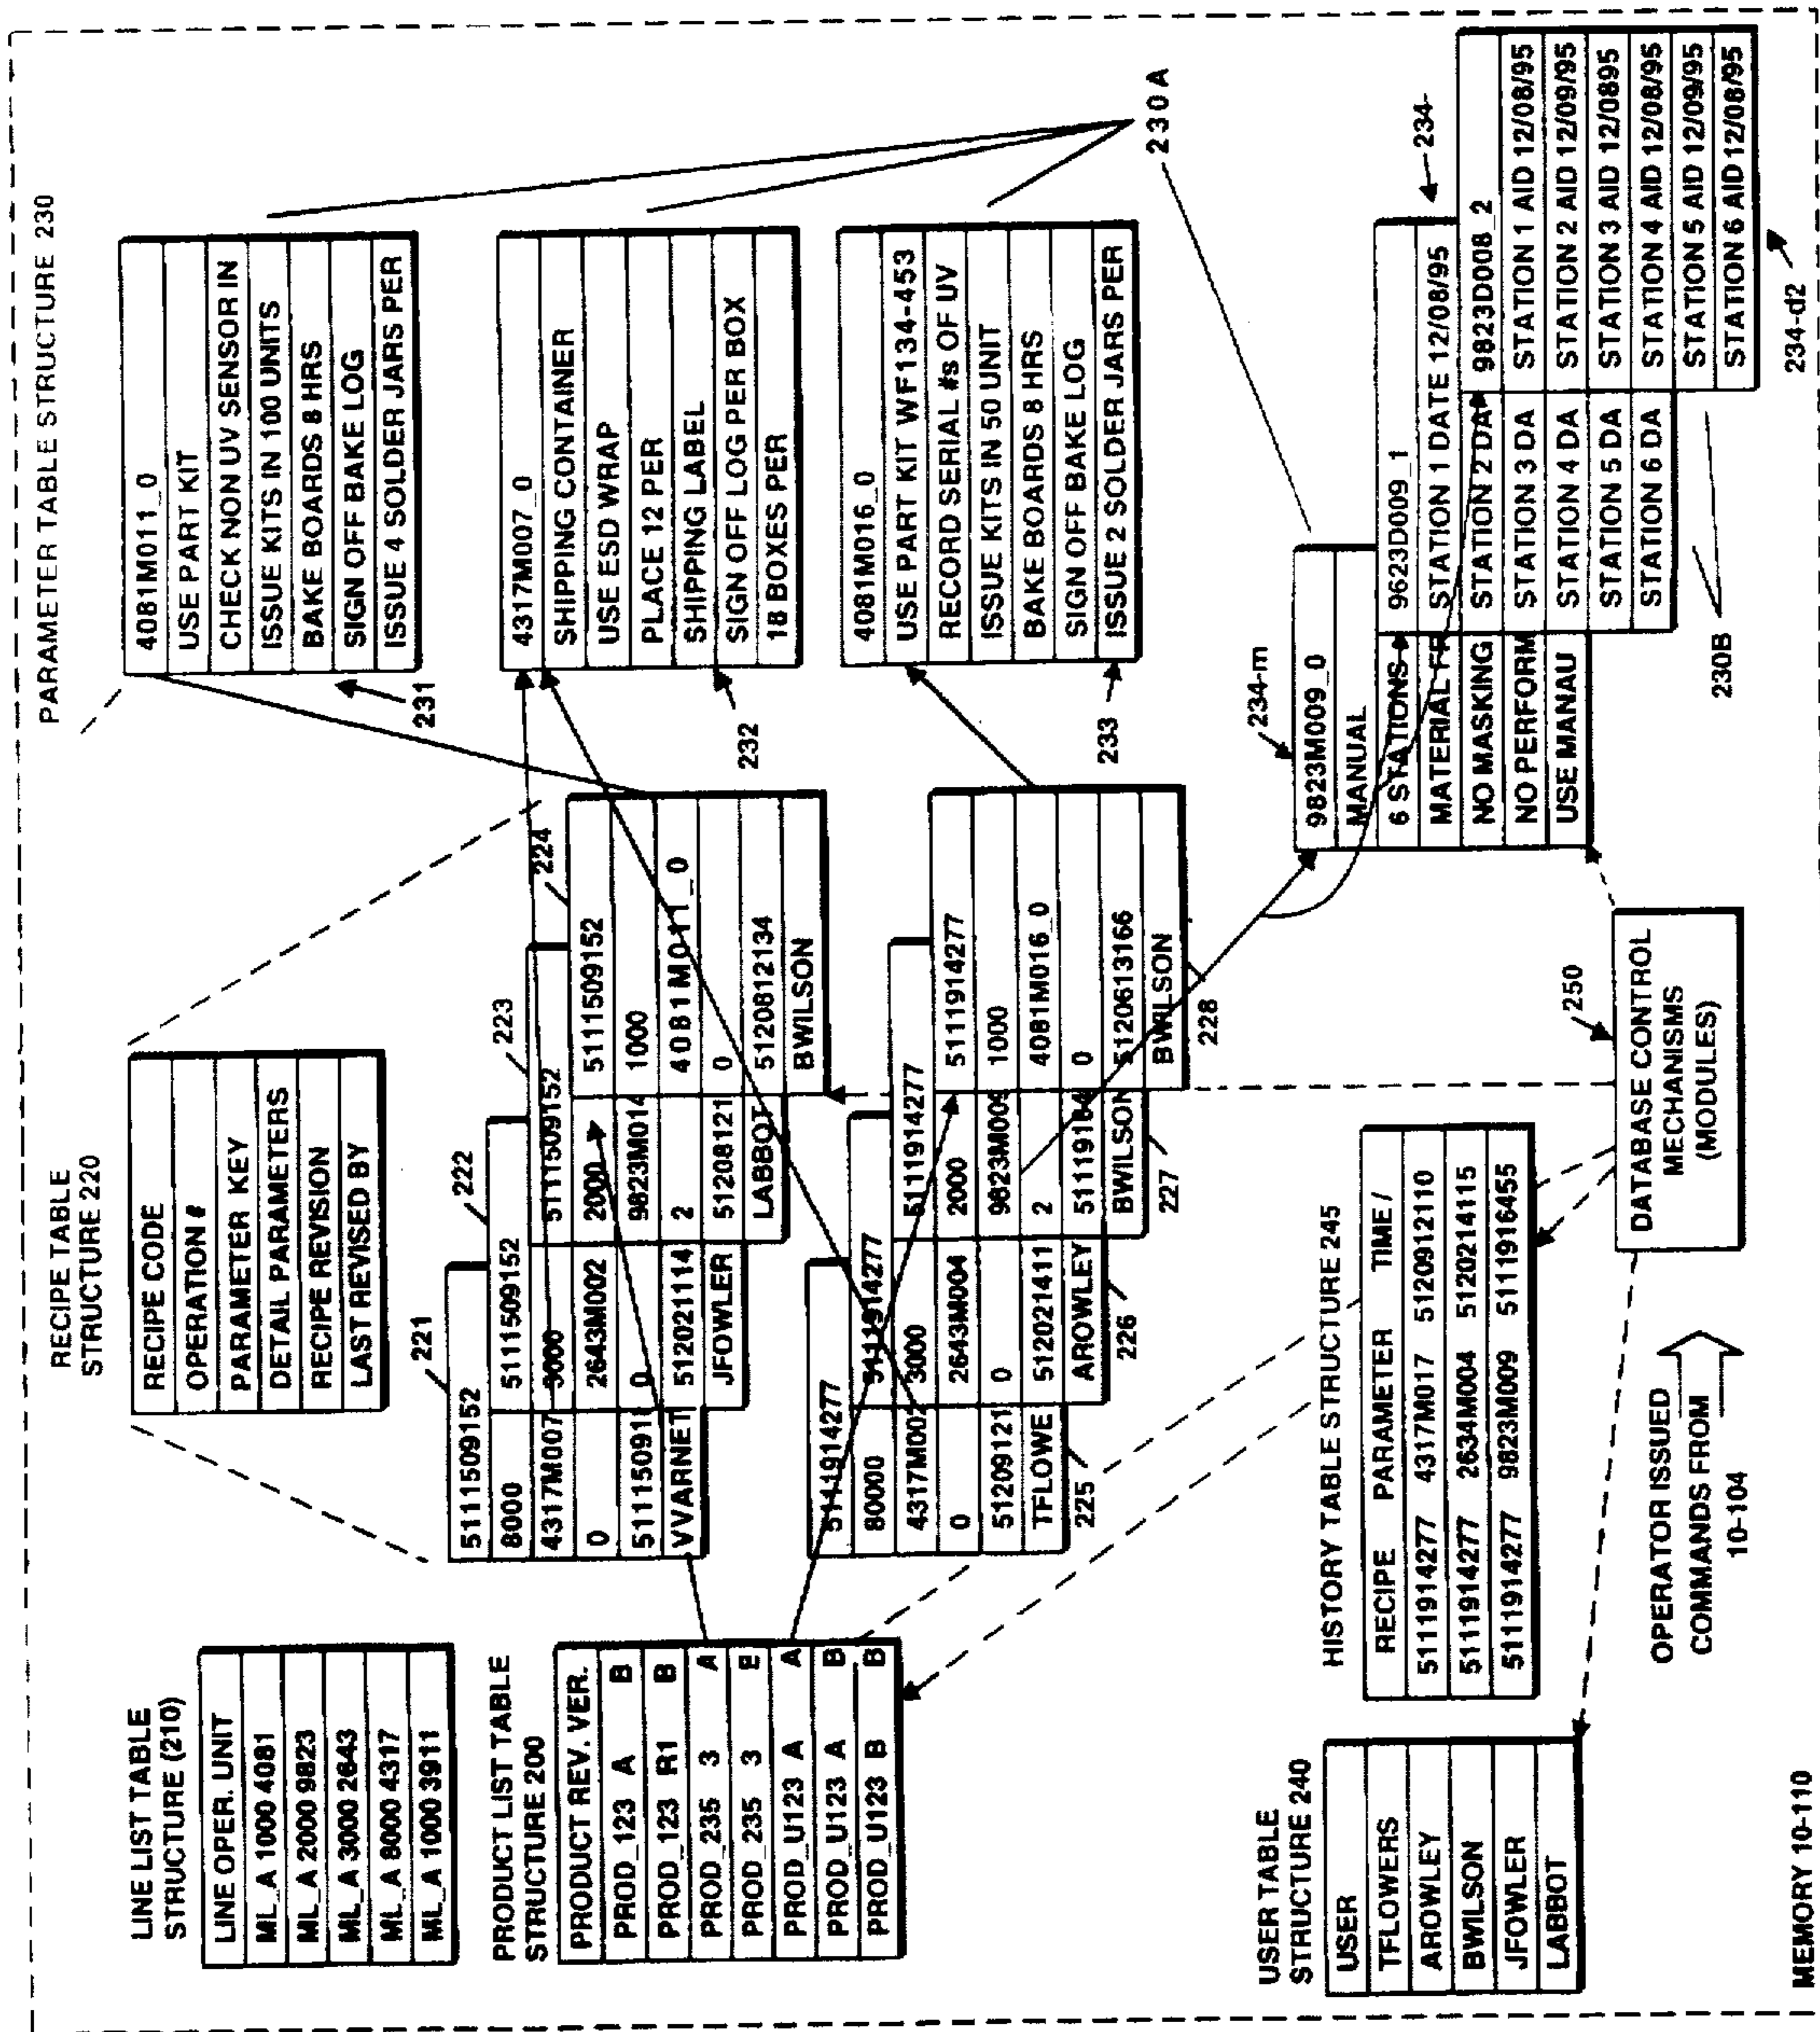 LINE LIST TABLE
STRUCTURE (210)
LINE OPER. UNIT
ML_A 1000 4081
ML_A 2000 9823
ML_A 3000 2643
ML_A 8000 4317
ML_A 1000 3911
PRODUCT LIST TABLE
STRUCTURE 200
PRODUCT REV. VER.
PROD_123 A B
PROD_123 R1 B
PROD_235 3 A
PROD_235 3 B
PROD_U123 A A
PROD_U123 A B
PROD_U123 B B
USER TABLE
STRUCTURE 240
USER
TFLOWERS
AROWLEY
BWILSON
JFOWLER
LABBOT
MEMORY 10-110
RECIPE TABLE
STRUCTURE 220
RECIPE CODE
OPERATION #
PARAMETER KEY
DETAIL PARAMETERS
RECIPE REVISION
LAST REVISED BY
221
5111509152
8000
4317M007
0
51115091
VVARNET
222
5111509152
3000
2643M002
0
512021114
JFOWLER
223
5111509152
2000
9823M014
2
51208121
LABBOT
224
5111509152
1000
4081M011_0
0
5120812134
BWILSON
5111914277
80000
4317M002
0
51209121
TFLOWE
225
5111914277
3000
2643M004
0
512021411
AROWLEY
226
5111914277
2000
9823M009
2
BWILSON
227
5111914277
1000
4081M016_0
0
5120613166
BWILSON
228
HISTORY TABLE STRUCTURE 245
RECIPE PARAMETER TIME /
5111914277 4317M017 5120912110
5111914277 2634M004 5120214115
5111914277 9823M009 5111916455
OPERATOR ISSUED
COMMANDS FROM
10-104
250
DATABASE CONTROL
MECHANISMS
(MODULES)
PARAMETER TABLE STRUCTURE 230
4081M011_0
USE PART KIT
CHECK NON UV SENSOR IN
ISSUE KITS IN 100 UNITS
BAKE BOARDS 8 HRS
SIGN OFF BAKE LOG
ISSUE 4 SOLDER JARS PER
231
4317M007_0
SHIPPING CONTAINER
USE ESD WRAP
PLACE 12 PER
SHIPPING LABEL
SIGN OFF LOG PER BOX
18 BOXES PER
232
4081M016_0
USE PART KIT WF134-453
RECORD SERIAL #s OF UV
ISSUE KITS IN 50 UNIT
BAKE BOARDS 8 HRS
SIGN OFF BAKE LOG
ISSUE 2 SOLDER JARS PER
233
230A
234-m
9823M009_0
MANUAL
6 STATIONS
MATERIAL FR
NO MASKING
NO PERFORM
USE MANAU
9623D009_1
STATION 1 DATE 12/08/95
STATION 2 DA
STATION 3 DA
STATION 4 DA
STATION 5 DA
STATION 6 DA
230B
234-
9823D008_2
STATION 1 AID 12/08/95
STATION 2 AID 12/09/95
STATION 3 AID 12/0895
STATION 4 AID 12/08/95
STATION 5 AID 12/09/95
STATION 6 AID 12/08/95
234-d2